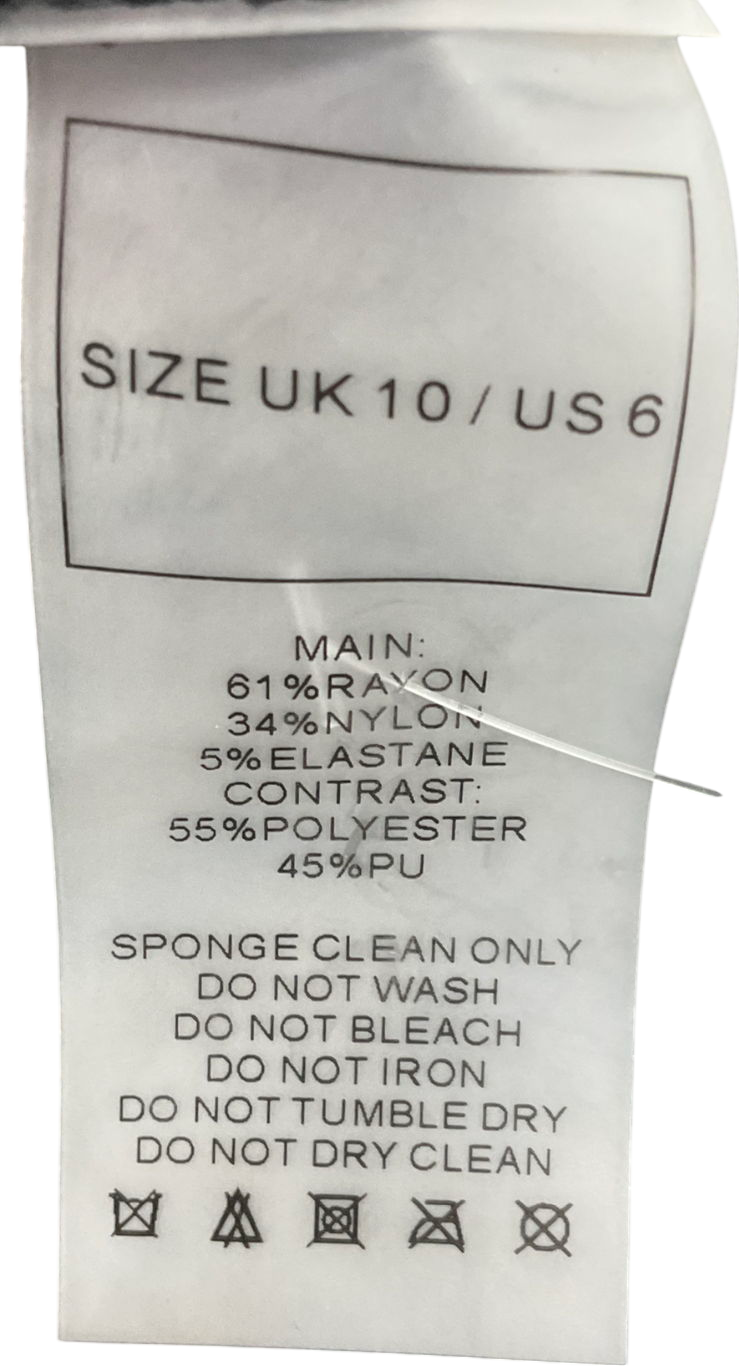 SIZE UK 10 / US 6
MAIN:
61%RAYON
34%NYLON
5%ELASTANE
CONTRAST:
55%POLYESTER
45%PU
SPONGE CLEAN ONLY
DO NOT WASH
DO NOT BLEACH
DO NOT IRON
DO NOT TUMBLE DRY
DO NOT DRY CLEAN